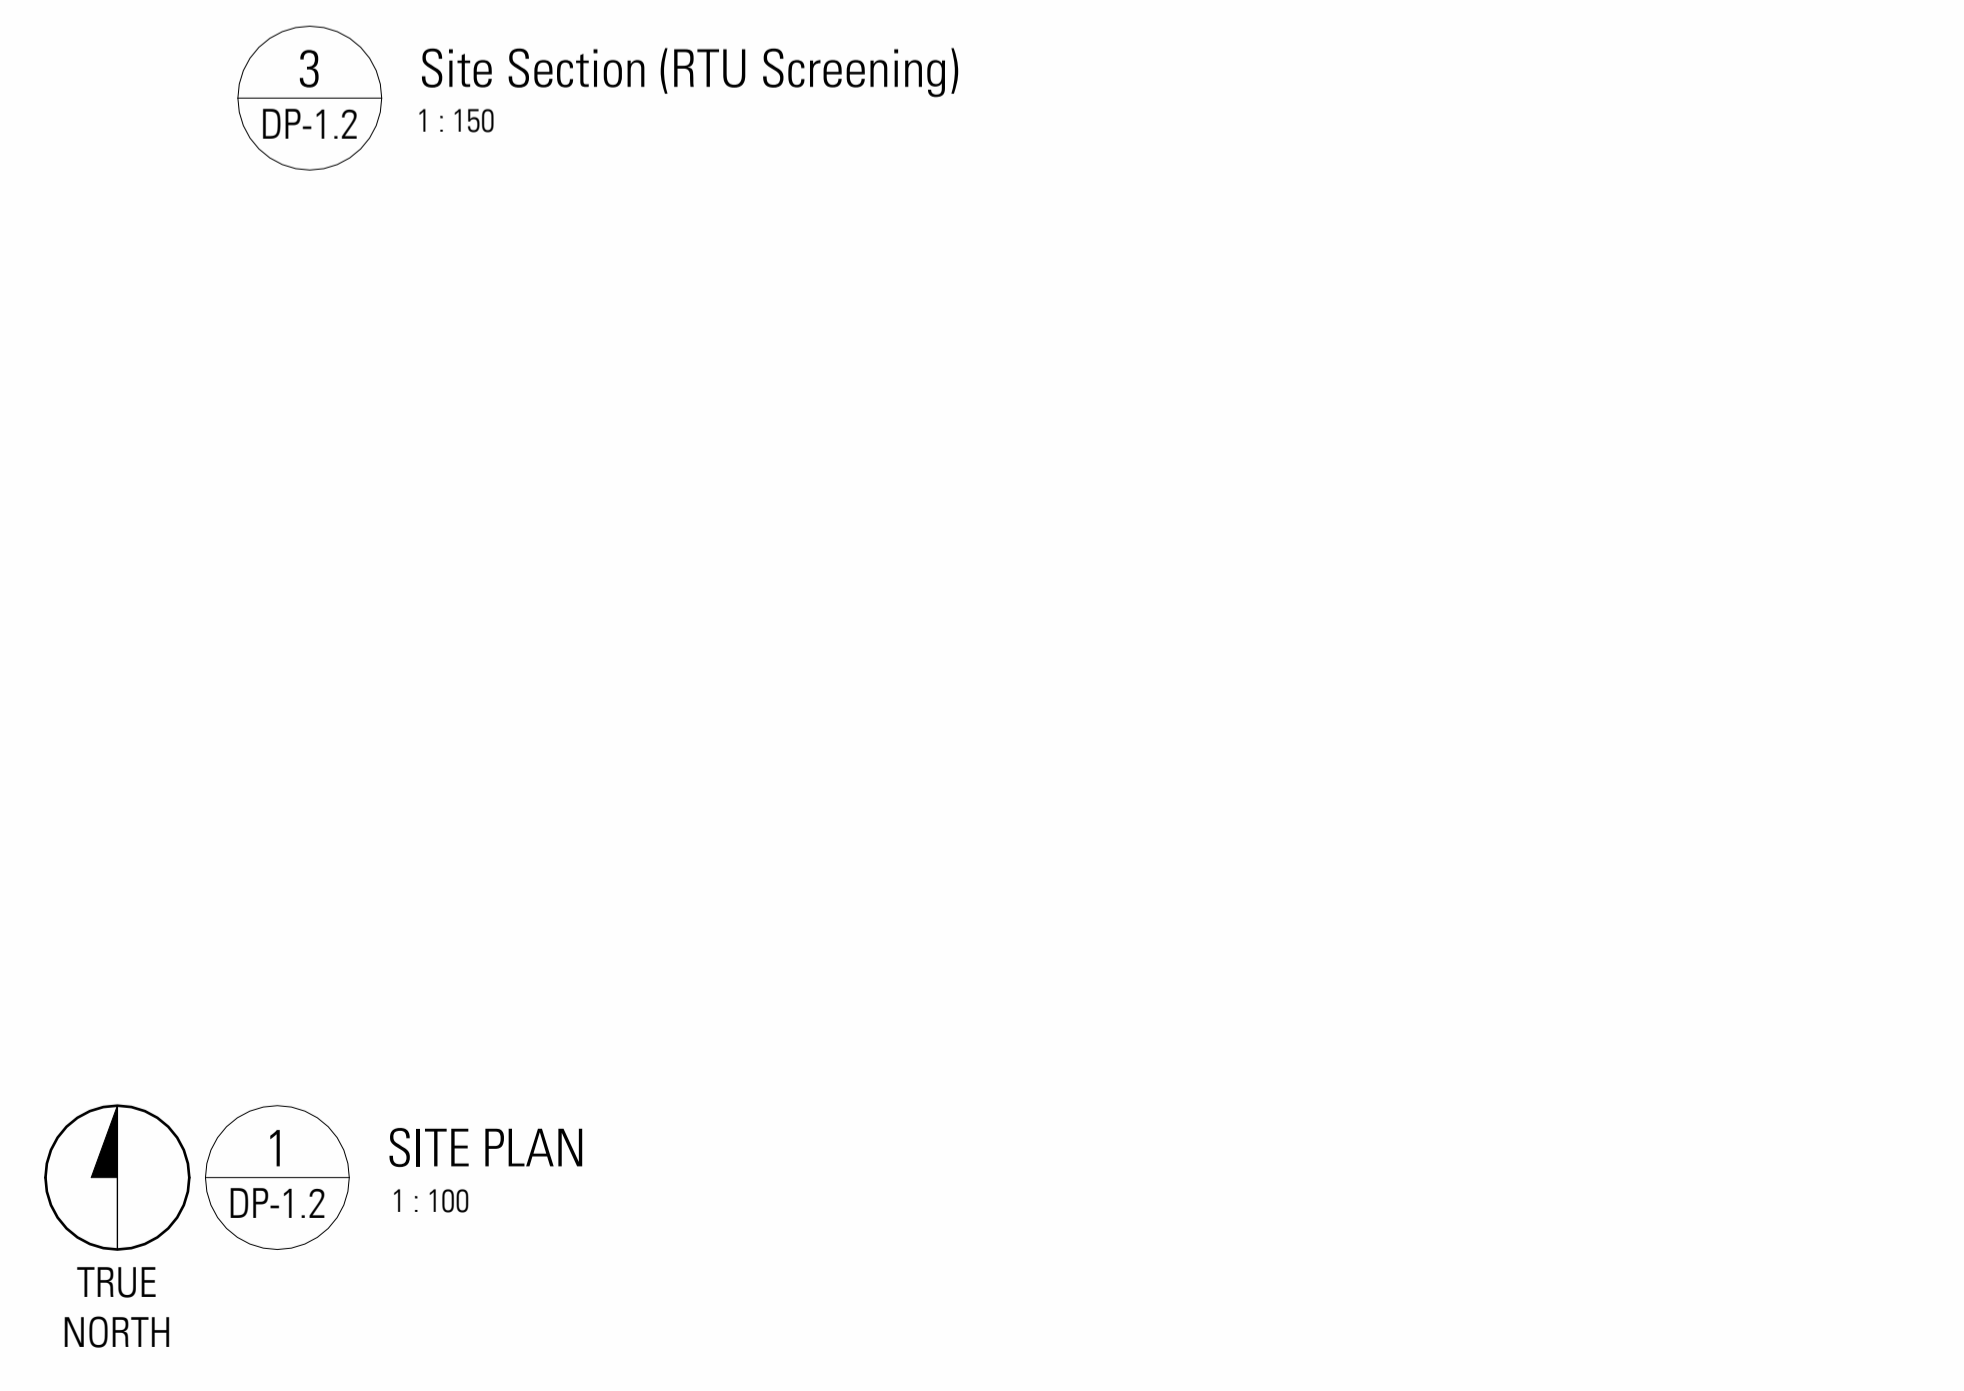 3
DP-1.2
Site Section (RTU Screening)
1 : 150
1
DP-1.2
SITE PLAN
1 : 100
TRUE
NORTH